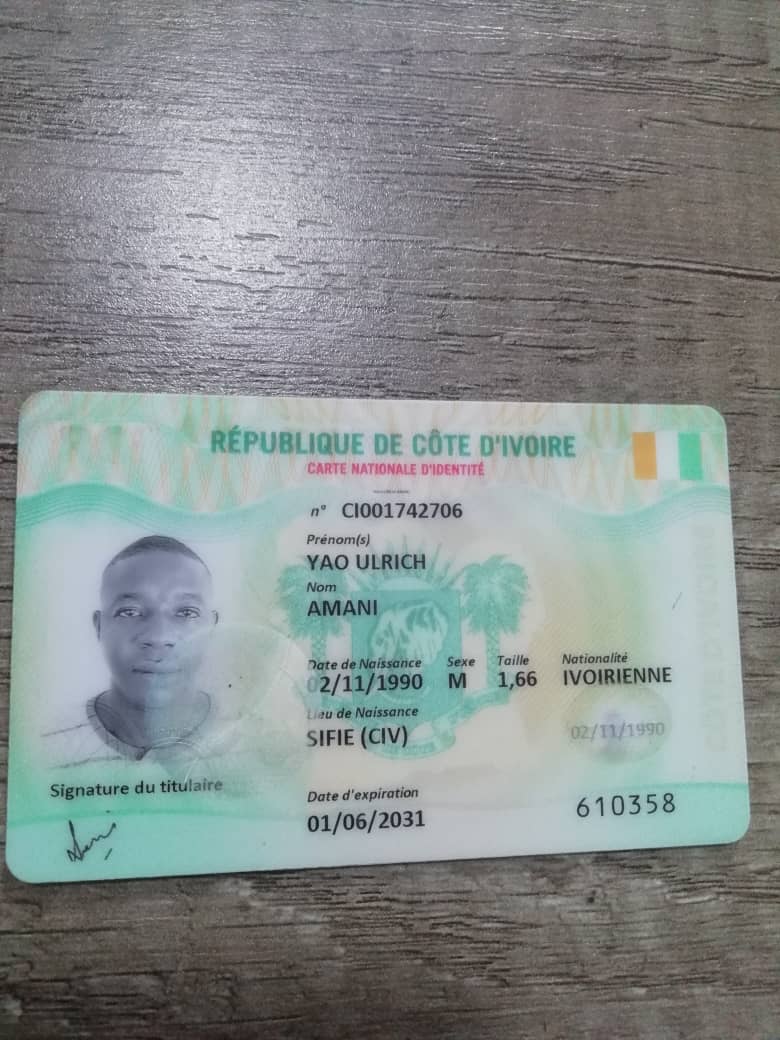 RÉPUBLIQUE DE CÔTE D'IVOIRE
CARTE NATIONALE D'IDENTITÉ
n° CI001742706
Prénom(s)
YAO ULRICH
Nom
AMANI
Date de Naissance Sexe Taille Nationalité
02/11/1990 M 1,66 IVOIRIENNE
Lieu de Naissance
SIFIE (CIV)
02/11/1990
Signature du titulaire
Date d'expiration
01/06/2031
610358